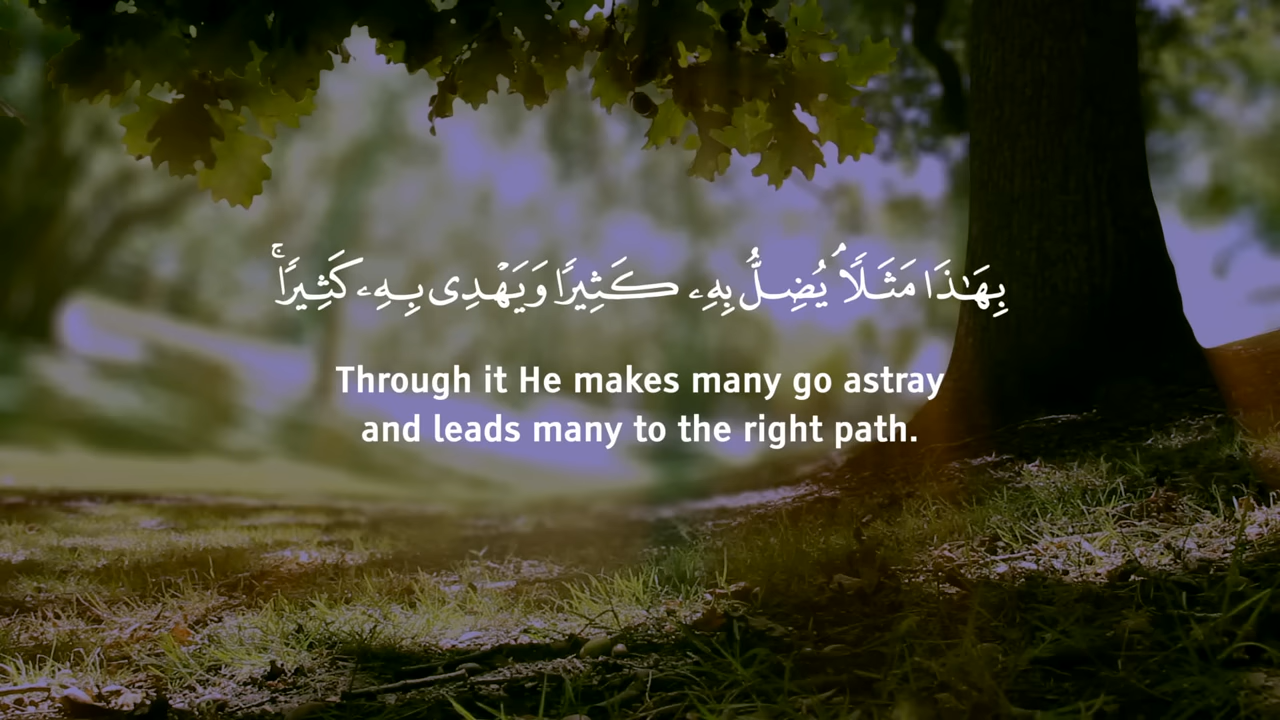 بِهَٰذَا مَثَلًاۘ يُضِلُّ بِهِۦ كَثِيرًا وَيَهْدِى بِهِۦ كَثِيرًاۚ
Through it He makes many go astray
and leads many to the right path.